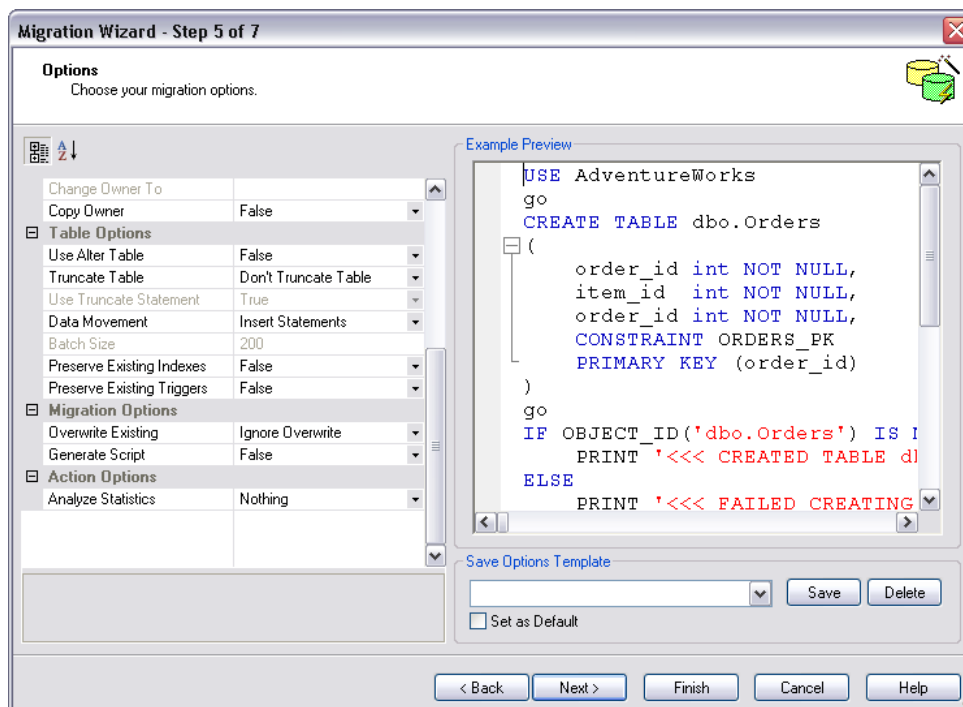 Migration Wizard - Step 5 of 7
Options
Choose your migration options.
A
Z
Change Owner To
Copy Owner False
Table Options
Use Alter Table False
Truncate Table Don't Truncate Table
Use Truncate Statement True
Data Movement Insert Statements
Batch Size 200
Preserve Existing Indexes False
Preserve Existing Triggers False
Migration Options
Overwrite Existing Ignore Overwrite
Generate Script False
Action Options
Analyze Statistics Nothing
Example Preview
USE AdventureWorks
go
CREATE TABLE dbo.Orders
(
order_id int NOT NULL,
item_id int NOT NULL,
order_id int NOT NULL,
CONSTRAINT ORDERS_PK
PRIMARY KEY (order_id)
)
go
IF OBJECT_ID('dbo.Orders') IS
PRINT '<<< CREATED TABLE
ELSE
PRINT '<<< FAILED CREATING
Save Options Template
Save Delete
Set as Default
< Back Next > Finish Cancel Help